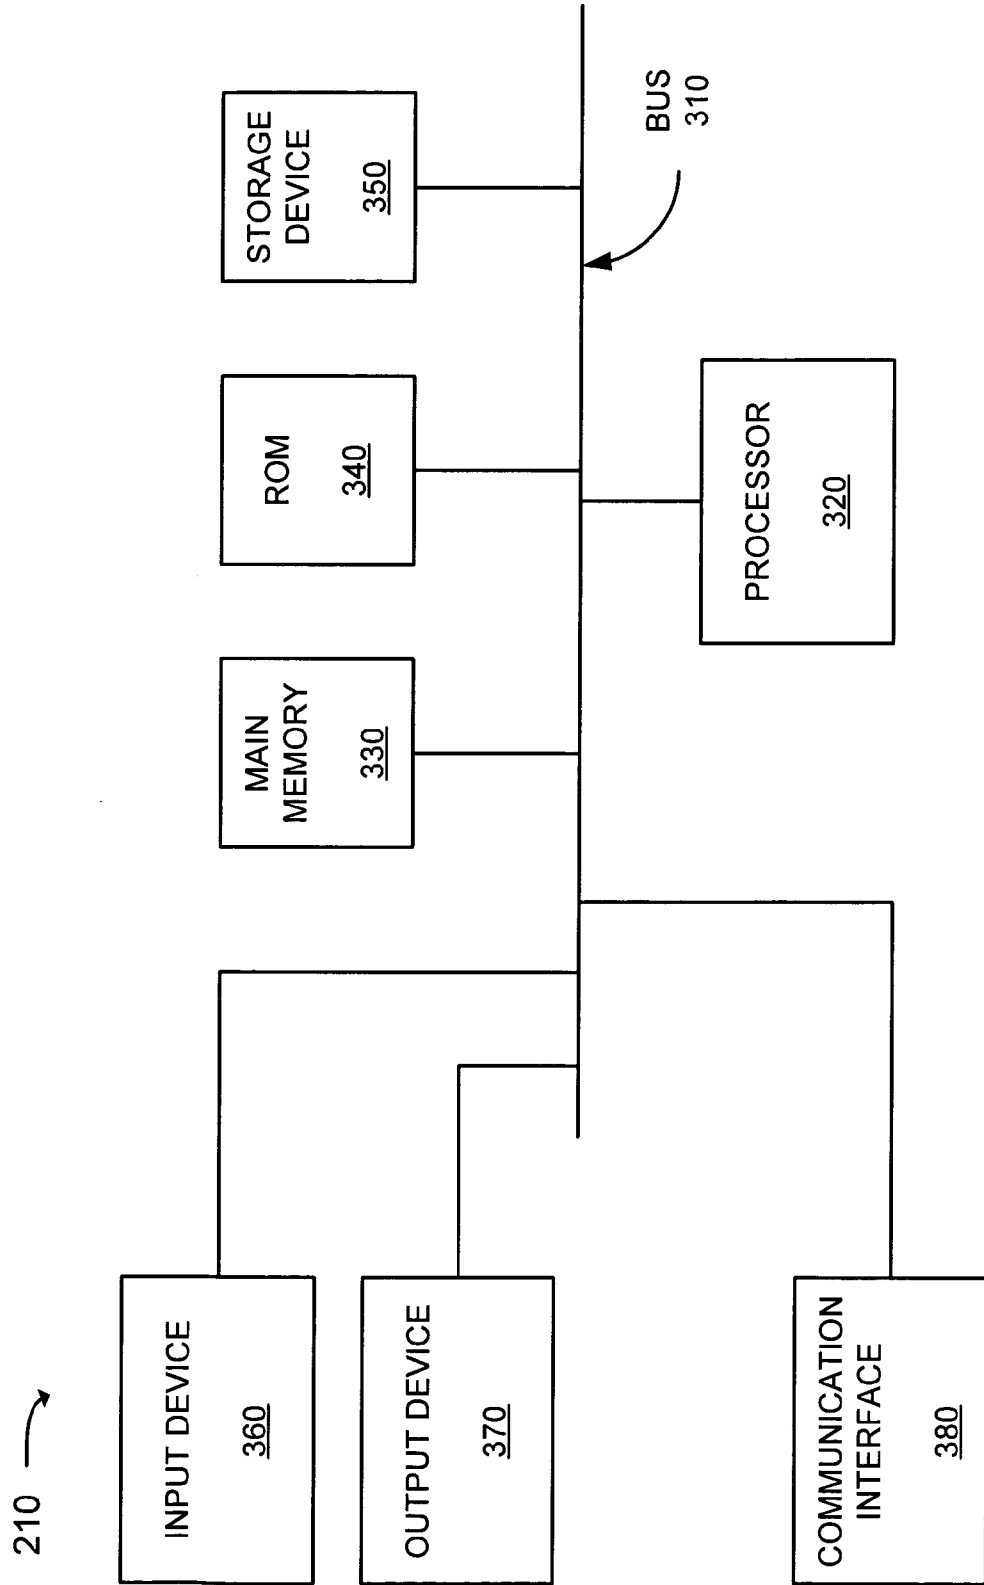 210
INPUT DEVICE
360
OUTPUT DEVICE
370
COMMUNICATION
INTERFACE
380
MAIN
MEMORY
330
ROM
340
STORAGE
DEVICE
350
PROCESSOR
320
BUS
310